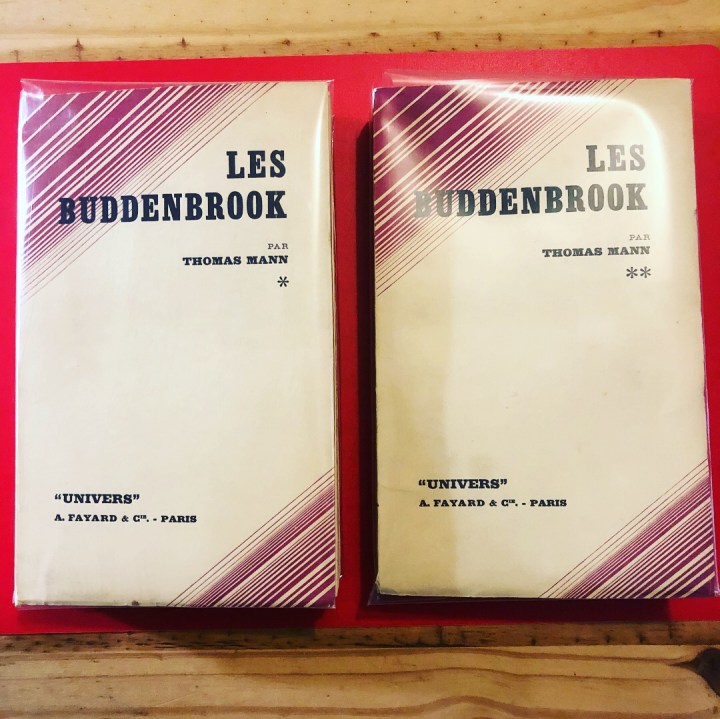 LES
BUDDENBROOK
PAR
THOMAS MANN
*
"UNIVERS"
A. FAYARD & Cie. - PARIS
LES
BUDDENBROOK
PAR
THOMAS MANN
**
"UNIVERS"
A. FAYARD & Cie. - PARIS